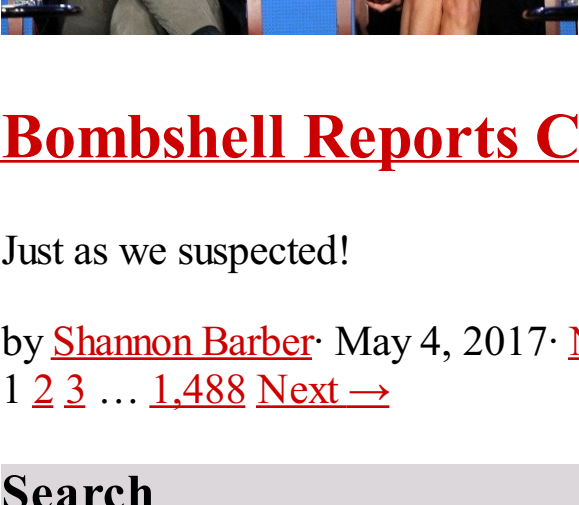 Bombshell Reports C
Just as we suspected!
by Shannon Barber· May 4, 2017·
1 2 3 … 1,488 Next →
Search